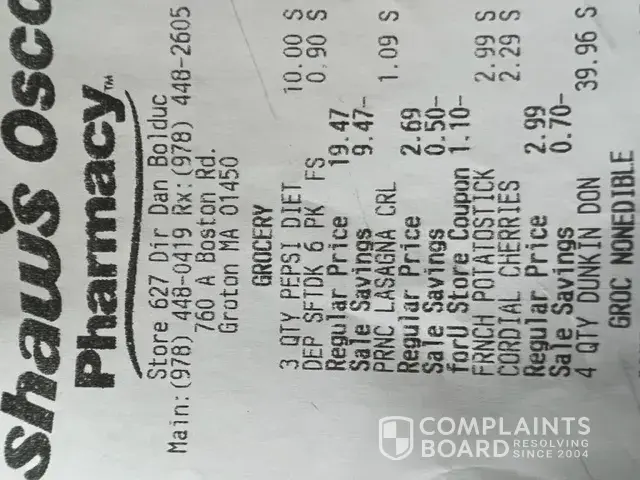 Shaw's Osco
Pharmacy™
Store 627 Dir Dan Bolduc
Main:(978) 448-0419 Rx:(978) 448-2605
760 A Boston Rd.
Groton MA 01450
GROCERY
3 QTY PEPSI DIET 10.00 S
DEP SFTDK 6 PK FS 0.90 S
Regular Price 19.47
Sale Savings 9.47-
PRNC LASAGNA CRL 1.09 S
Regular Price 2.69
Sale Savings 0.50-
forU Store Coupon 1.10-
FRNCH POTATOSTICK 2.99 S
CORDIAL CHERRIES 2.29 S
Regular Price 2.99
Sale Savings 0.70-
4 QTY DUNKIN DON 39.96 S
GROC NONEDIBLE
COMPLAINTS
BOARD RESOLVING
SINCE 2004